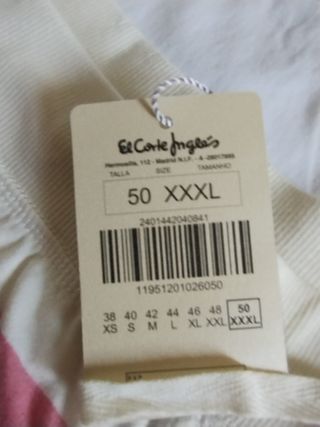 El Corte Inglés
Hermosilla, 112 - Madrid N.I.F. - A -28017895
TALLA SIZE TAMANHO
50 XXXL
2401442040841
11951201026050
38 40 42 44 46 48 50
XS S M L XL XXL XXXL